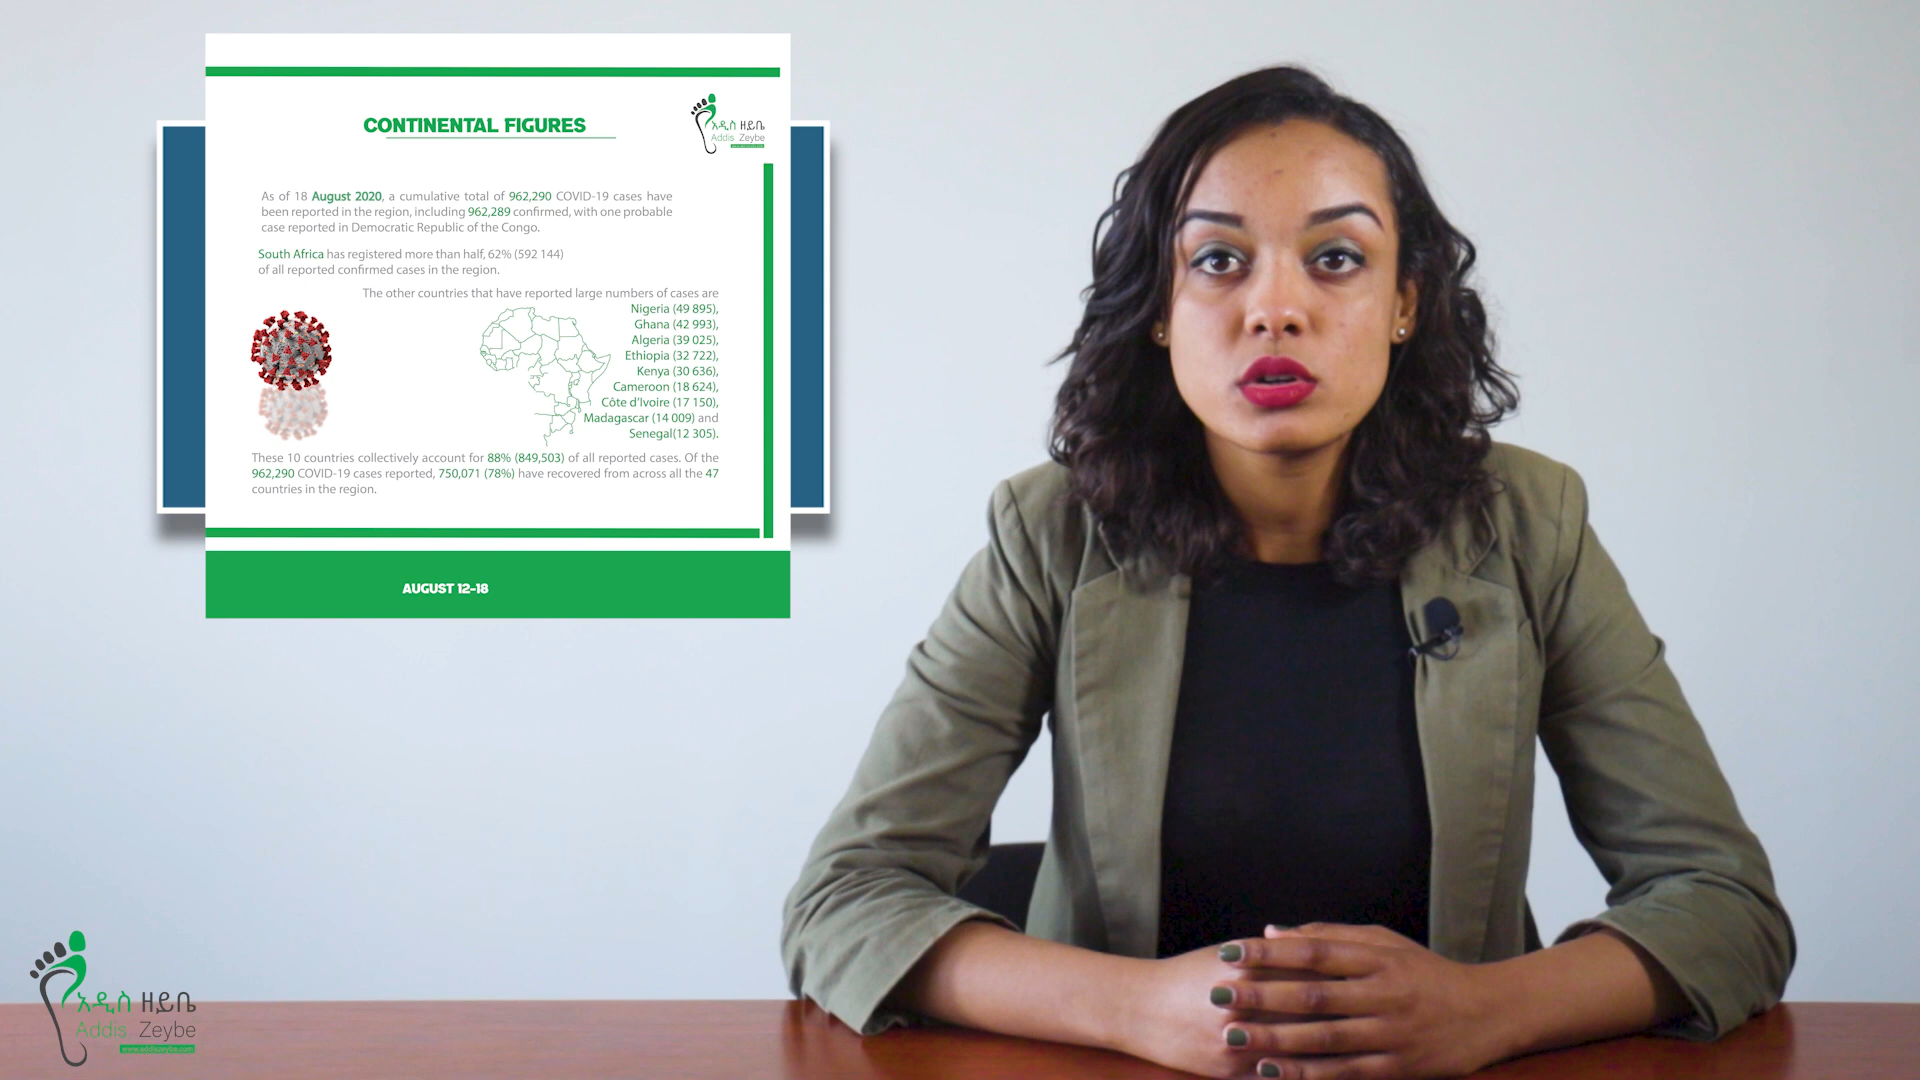 CONTINENTAL FIGURES
አዲስ ዘይቤ
Addis Zeybe
As of 18 August 2020, a cumulative total of 962,290 COVID-19 cases have
been reported in the region, including 962,289 confirmed, with one probable
case reported in Democratic Republic of the Congo.
South Africa has registered more than half, 62% (592 144)
of all reported confirmed cases in the region.
The other countries that have reported large numbers of cases are
Nigeria (49 895),
Ghana (42 993),
Algeria (39 025),
Ethiopia (32 722),
Kenya (30 636),
Cameroon (18 624),
Côte d'Ivoire (17 150),
Madagascar (14 009) and
Senegal(12 305).
These 10 countries collectively account for 88% (849,503) of all reported cases. Of the
962,290 COVID-19 cases reported, 750,071 (78%) have recovered from across all the 47
countries in the region.
AUGUST 12-18
አዲስ ዘይቤ
Addis Zeybe
www.addiszeybe.com